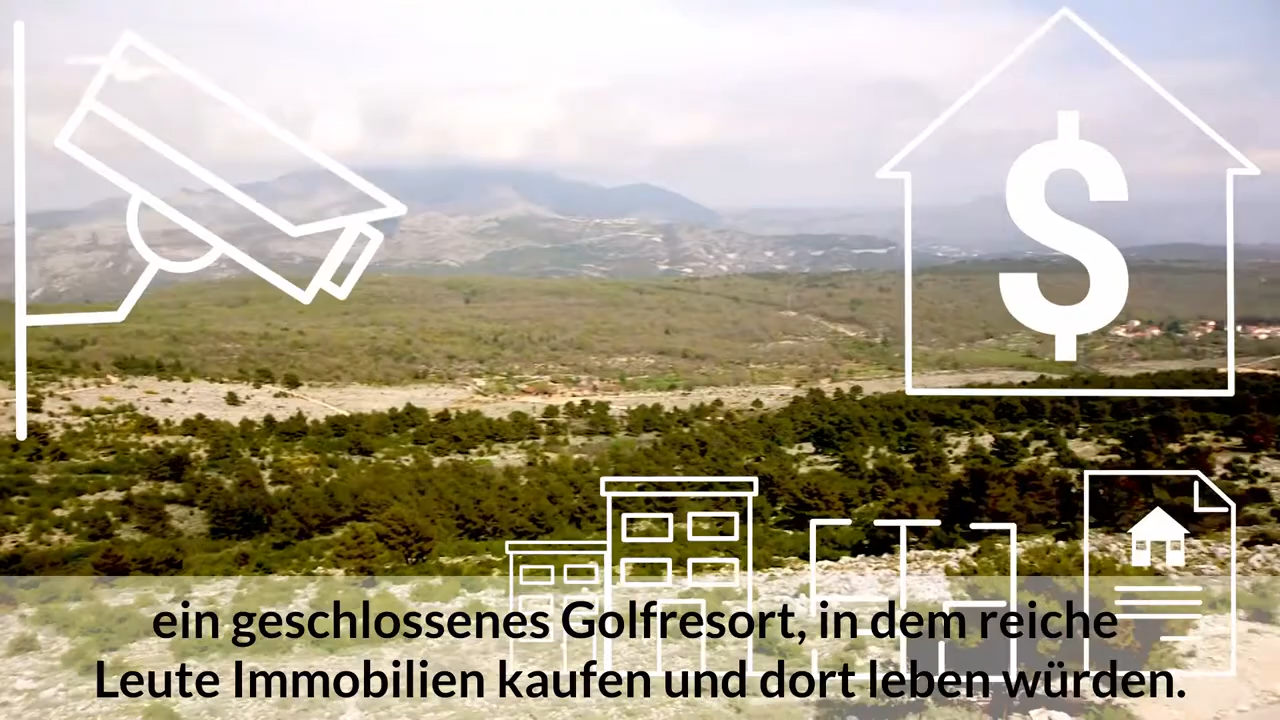 $
ein geschlossenes Golfresort, in dem reiche
Leute Immobilien kaufen und dort leben würden.